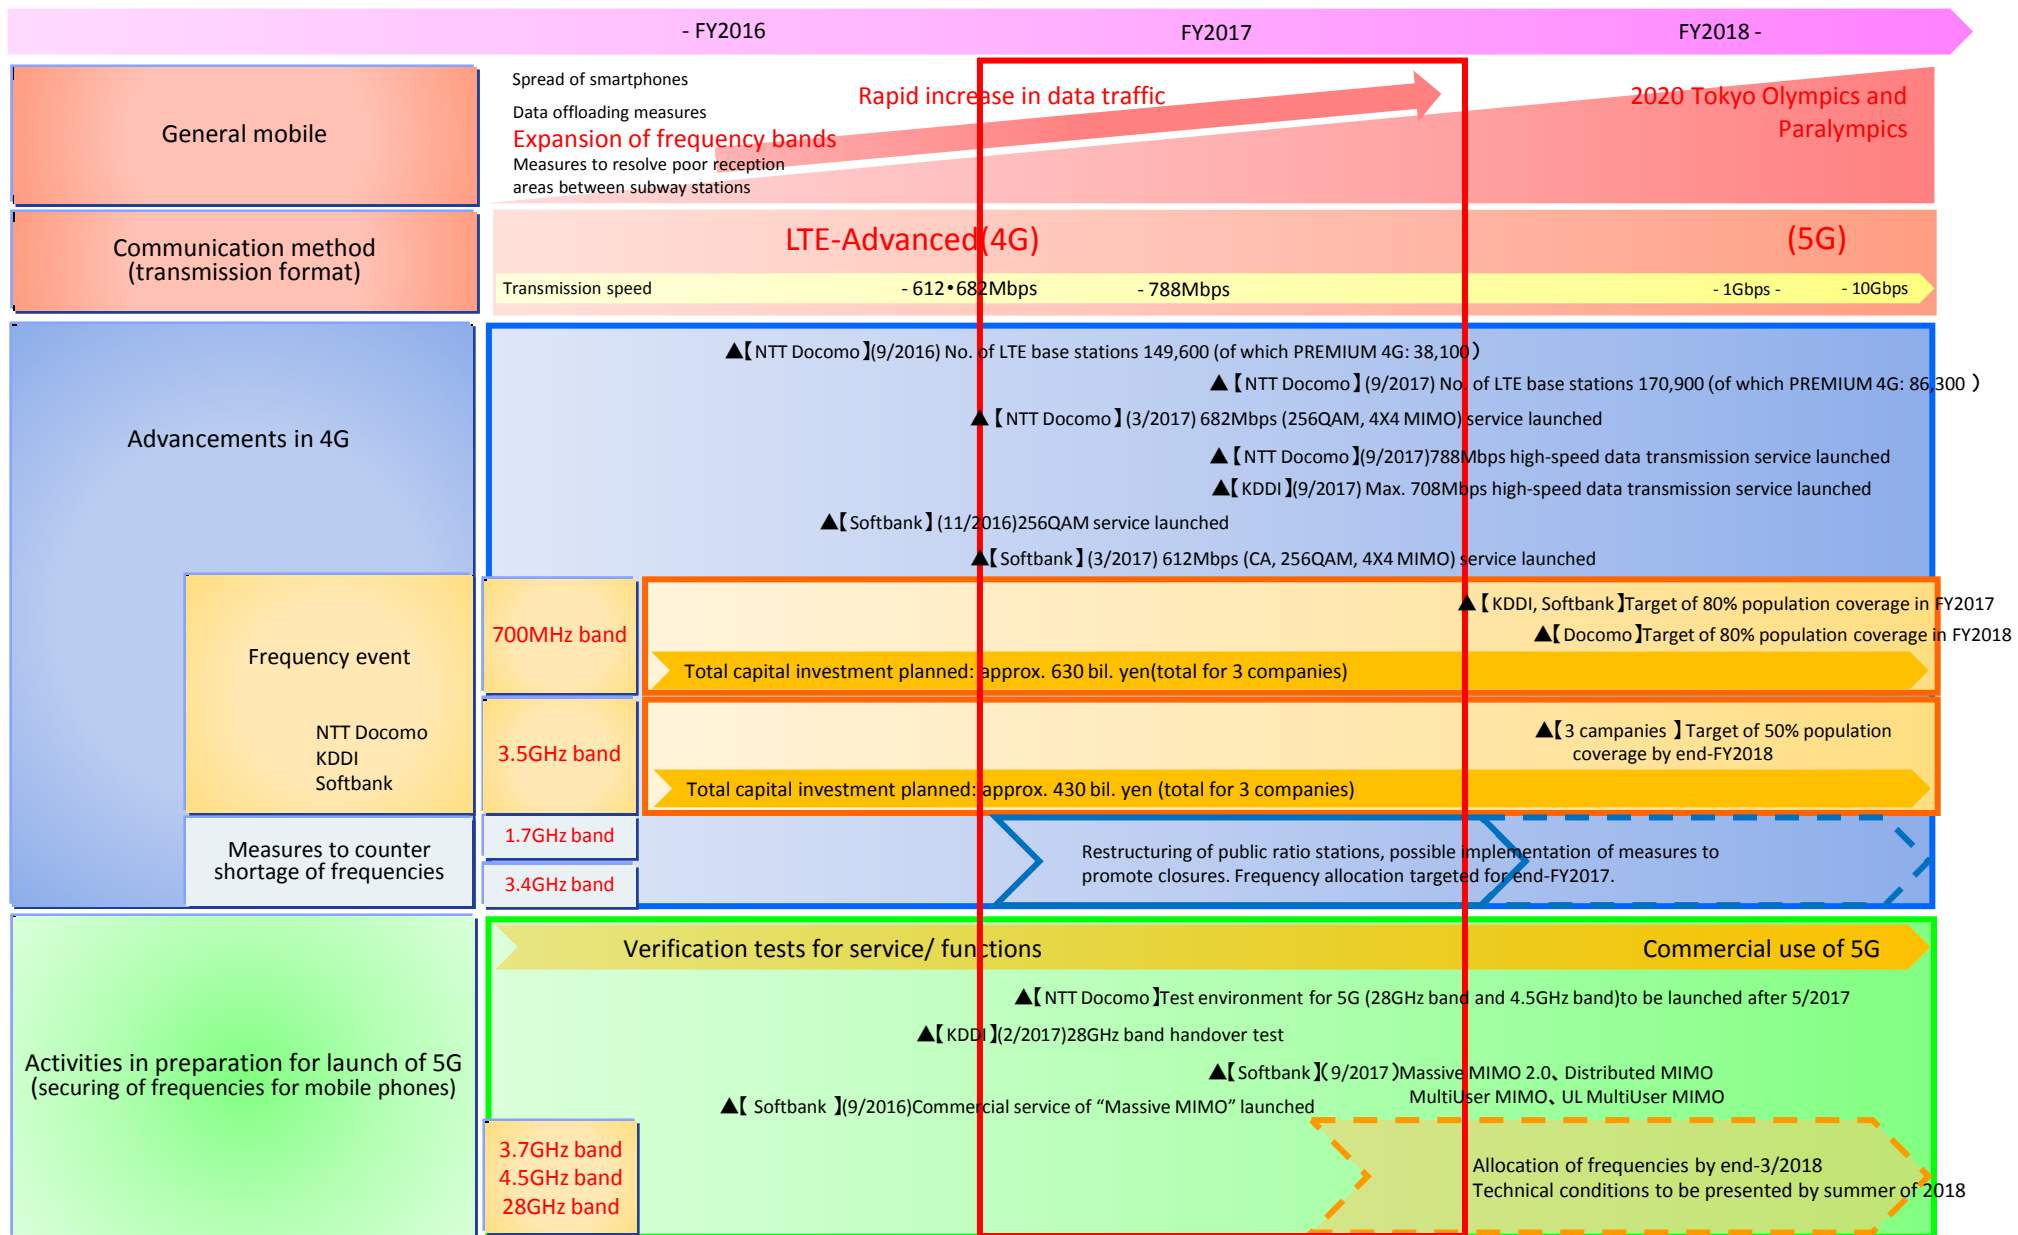 - FY2016
FY2017
FY2018 -
General mobile
Spread of smartphones
Data offloading measures
Expansion of frequency bands
Measures to resolve poor reception
areas between subway stations
Rapid increase in data traffic
2020 Tokyo Olympics and
Paralympics
Communication method
(transmission format)
LTE-Advanced(4G)
(5G)
Transmission speed
- 612・682Mbps
- 788Mbps
- 1Gbps -
- 10Gbps
Advancements in 4G
▲【NTT Docomo】(9/2016) No. of LTE base stations 149,600 (of which PREMIUM 4G: 38,100)
▲【NTT Docomo】(9/2017) No. of LTE base stations 170,900 (of which PREMIUM 4G: 86,300 )
▲【NTT Docomo】(3/2017) 682Mbps (256QAM, 4X4 MIMO) service launched
▲【NTT Docomo】(9/2017)788Mbps high-speed data transmission service launched
▲【KDDI】(9/2017) Max. 708Mbps high-speed data transmission service launched
▲【Softbank】(11/2016)256QAM service launched
▲【Softbank】(3/2017) 612Mbps (CA, 256QAM, 4X4 MIMO) service launched
Frequency event
NTT Docomo
KDDI
Softbank
700MHz band
▲【KDDI, Softbank】Target of 80% population coverage in FY2017
▲【Docomo】Target of 80% population coverage in FY2018
Total capital investment planned: approx. 630 bil. yen(total for 3 companies)
3.5GHz band
▲【3 campanies 】Target of 50% population
coverage by end-FY2018
Total capital investment planned: approx. 430 bil. yen (total for 3 companies)
Measures to counter
shortage of frequencies
1.7GHz band
3.4GHz band
Restructuring of public ratio stations, possible implementation of measures to
promote closures. Frequency allocation targeted for end-FY2017.
Activities in preparation for launch of 5G
(securing of frequencies for mobile phones)
Verification tests for service/ functions
Commercial use of 5G
▲【NTT Docomo】Test environment for 5G (28GHz band and 4.5GHz band)to be launched after 5/2017
▲【KDDI】(2/2017)28GHz band handover test
▲【Softbank】(9/2017)Massive MIMO 2.0、Distributed MIMO
MultiUser MIMO、UL MultiUser MIMO
▲【 Softbank 】(9/2016)Commercial service of “Massive MIMO” launched
3.7GHz band
4.5GHz band
28GHz band
Allocation of frequencies by end-3/2018
Technical conditions to be presented by summer of 2018